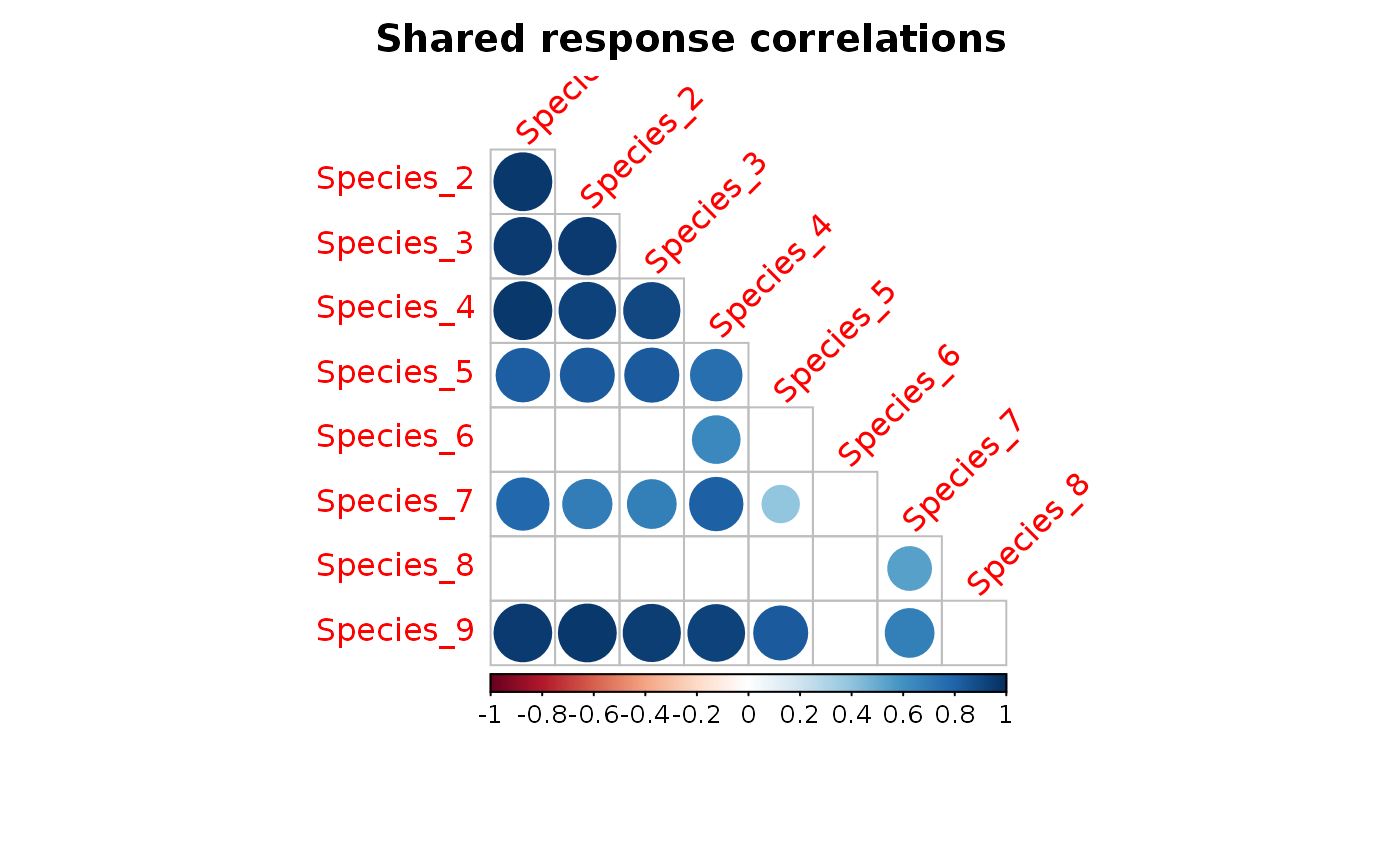 Shared response correlations
Species_2
Species_3
Species_4
Species_5
Species_6
Species_7
Species_8
Species_2
Species_3
Species_4
Species_5
Species_6
Species_7
Species_8
Species_9
-1 -0.8 -0.6 -0.4 -0.2 0 0.2 0.4 0.6 0.8 1